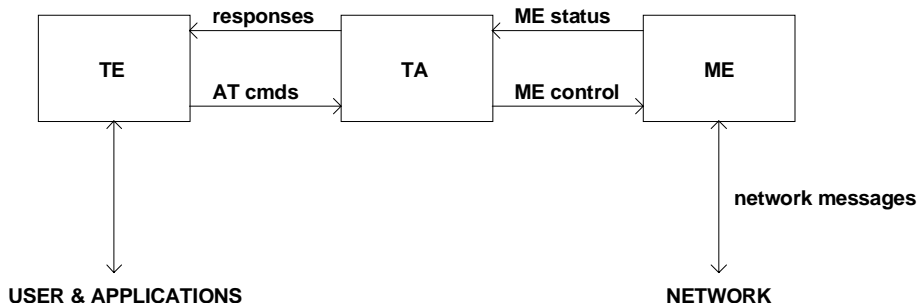 responses
ME status
TE
TA
ME
AT cmds
ME control
network messages
USER & APPLICATIONS
NETWORK